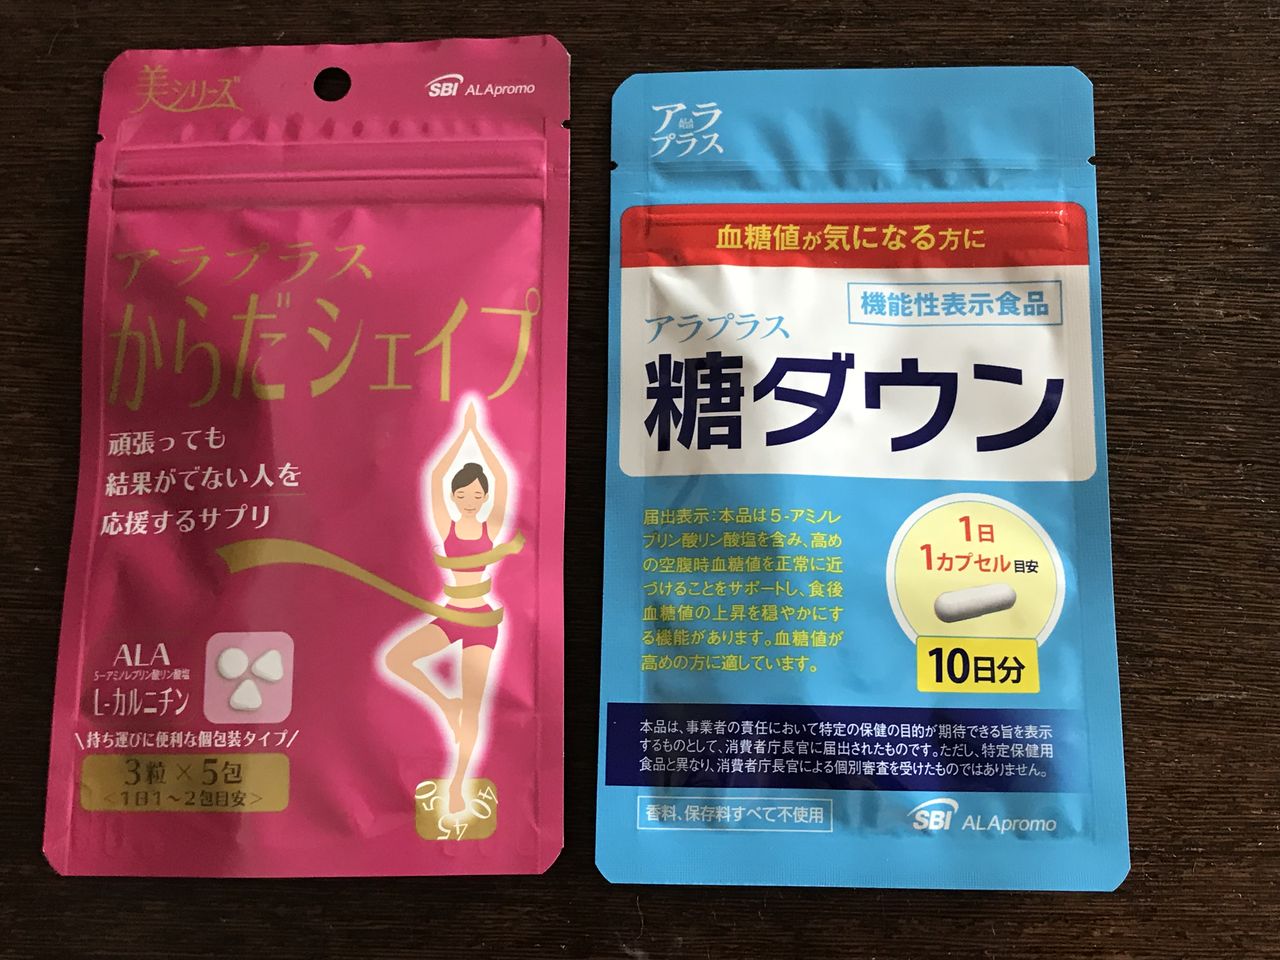 美シリーズ
SBI ALApromo
アラプラス
からだシェイプ
頑張っても
結果がでない人を
応援するサプリ
ALA
5-アミノレブリン酸リン酸塩
L-カルニチン
\持ち運びに便利な個包装タイプ/
3粒×5包
<1日1～2包目安>
50
45
40
アラ
プラス
血糖値が気になる方に
機能性表示食品
アラプラス
糖ダウン
届出表示:本品は5-アミノレ
ブリン酸リン酸塩を含み、高め
の空腹時血糖値を正常に近
づけることをサポートし、食後
血糖値の上昇を穏やかにす
る機能があります。血糖値が
高めの方に適しています。
1日
1カプセル目安
10日分
本品は、事業者の責任において特定の保健の目的が期待できる旨を表示
するものとして、消費者庁長官に届出されたものです。ただし、特定保健用
食品と異なり、消費者庁長官による個別審査を受けたものではありません。
香料、保存料すべて不使用
SBI ALApromo